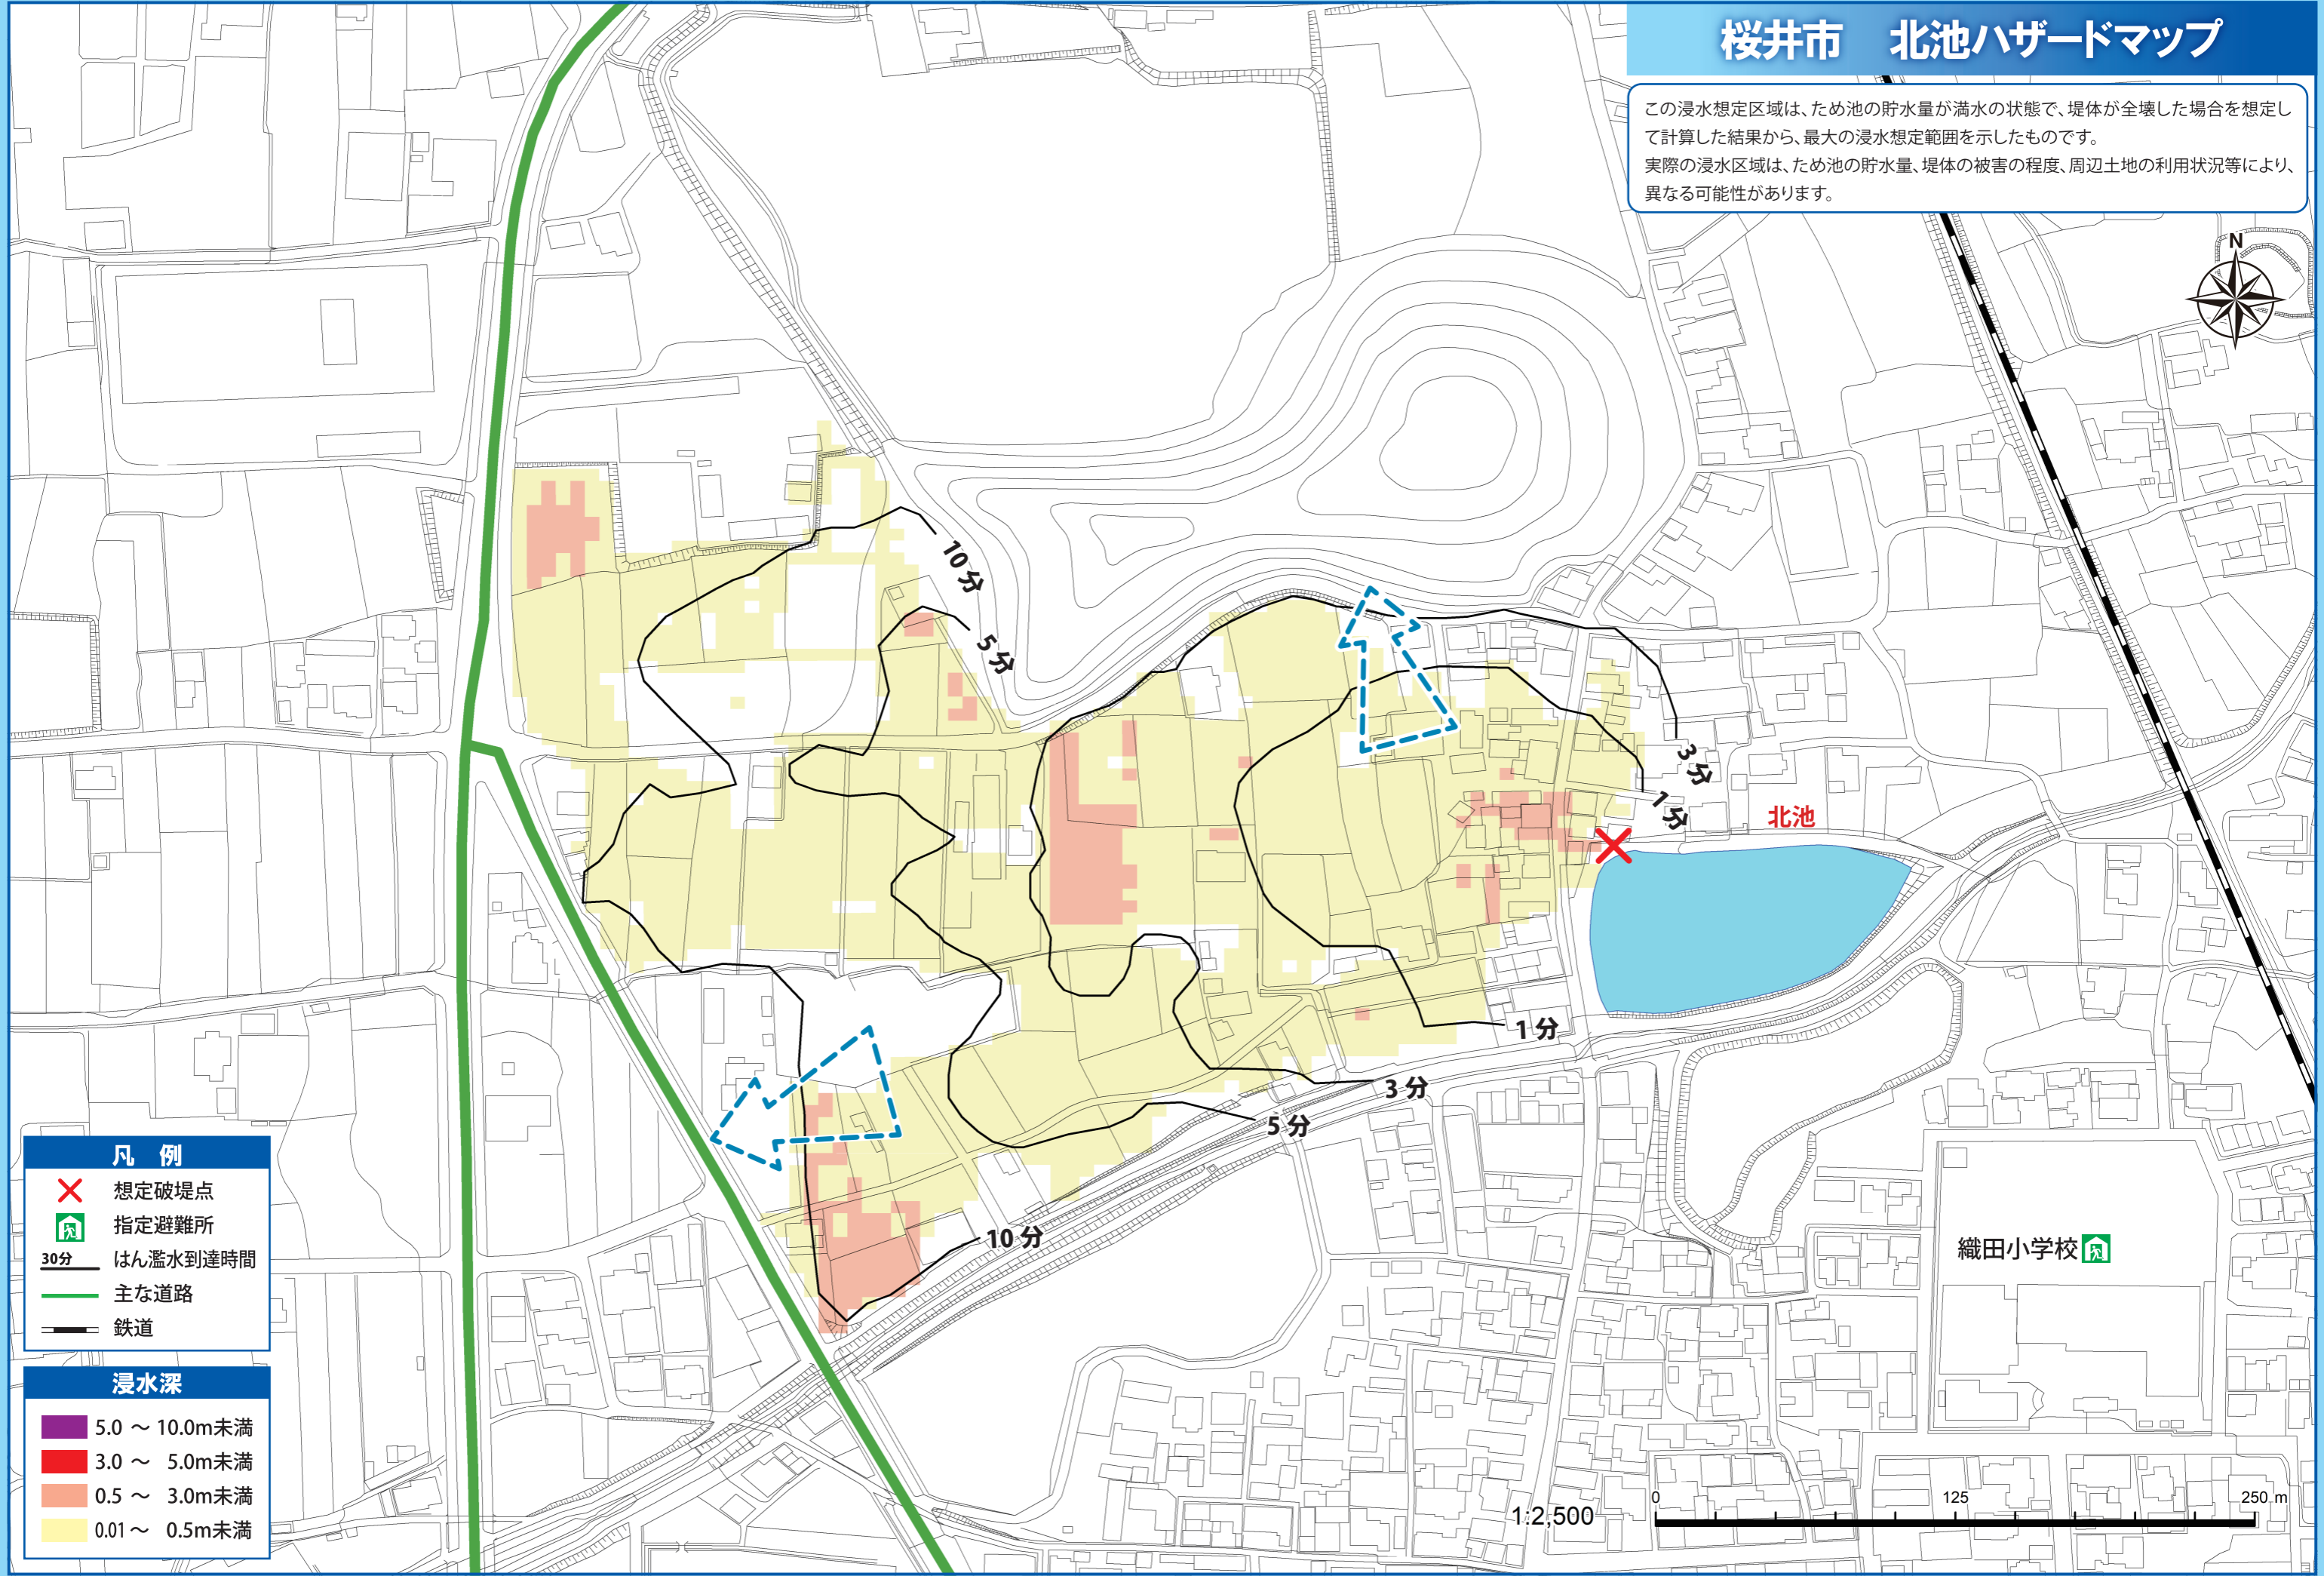 桜井市　北池ハザードマップ
この浸水想定区域は、ため池の貯水量が満水の状態で、堤体が全壊した場合を想定し
て計算した結果から、最大の浸水想定範囲を示したものです。
実際の浸水区域は、ため池の貯水量、堤体の被害の程度、周辺土地の利用状況等により、
異なる可能性があります。
N
10分
5分
3分
1分
北池
1分
3分
5分
10分
織田小学校
凡　例
想定破堤点
指定避難所
30分 はん濫水到達時間
主な道路
鉄道
浸水深
5.0 ～ 10.0m未満
3.0 ～ 5.0m未満
0.5 ～ 3.0m未満
0.01～ 0.5m未満
1:2,500
0 125 250 m